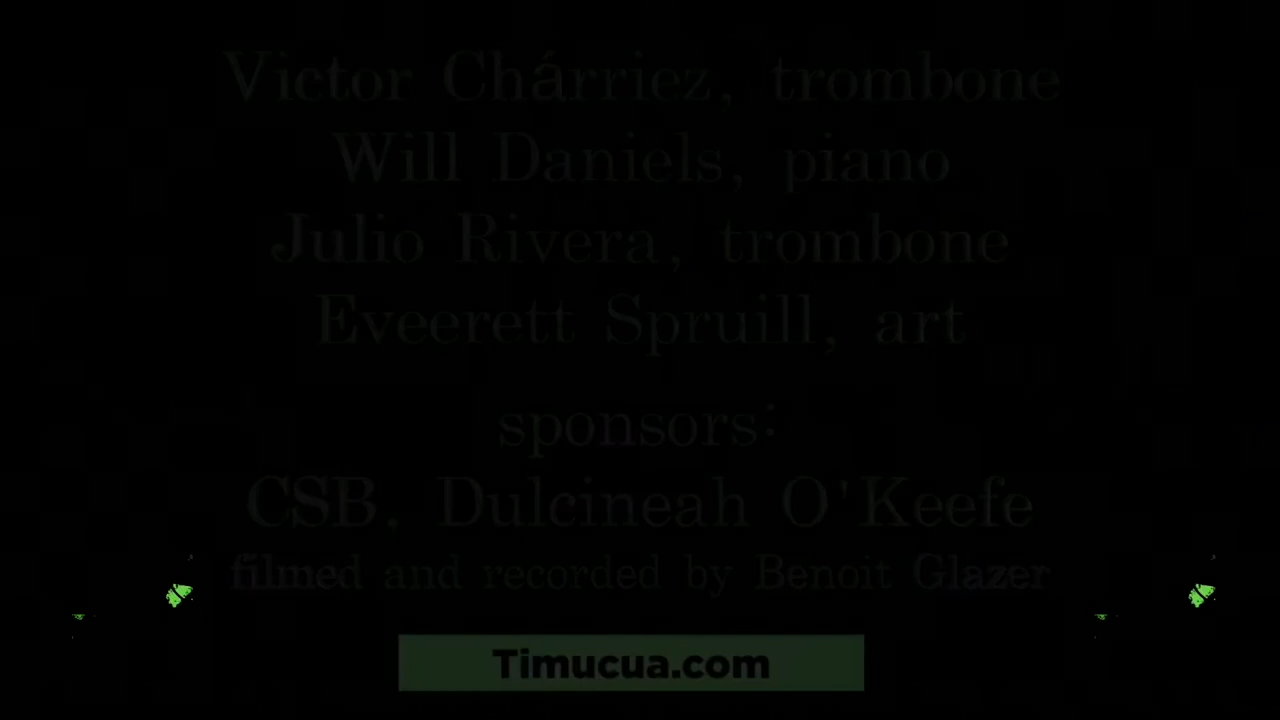 Victor Chárriez, trombone
Will Daniels, piano
Julio Rivera, trombone
Eveerett Spruill, art
sponsors:
CSB, Dulcineah O'Keefe
filmed and recorded by Benoit Glazer
Timucua.com